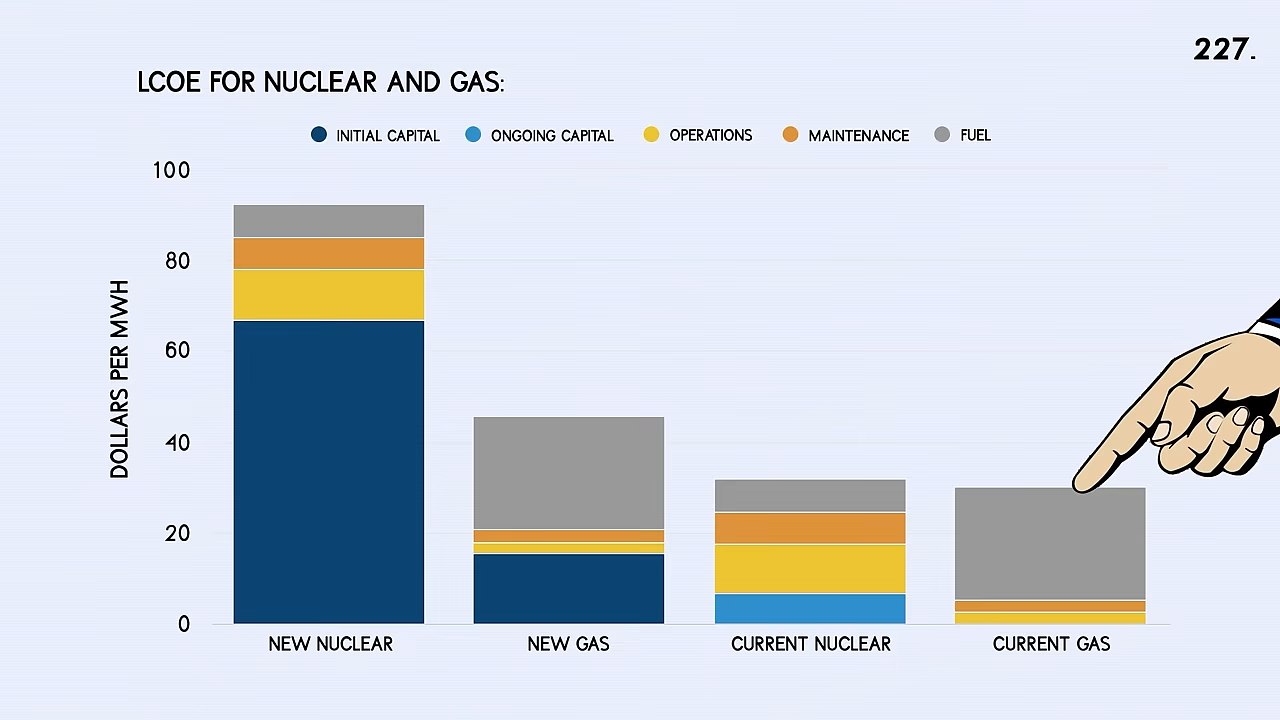 227.
LCOE FOR NUCLEAR AND GAS:
INITIAL CAPITAL ONGOING CAPITAL OPERATIONS MAINTENANCE FUEL
100
80
60
40
20
0
DOLLARS PER MWH
NEW NUCLEAR NEW GAS CURRENT NUCLEAR CURRENT GAS